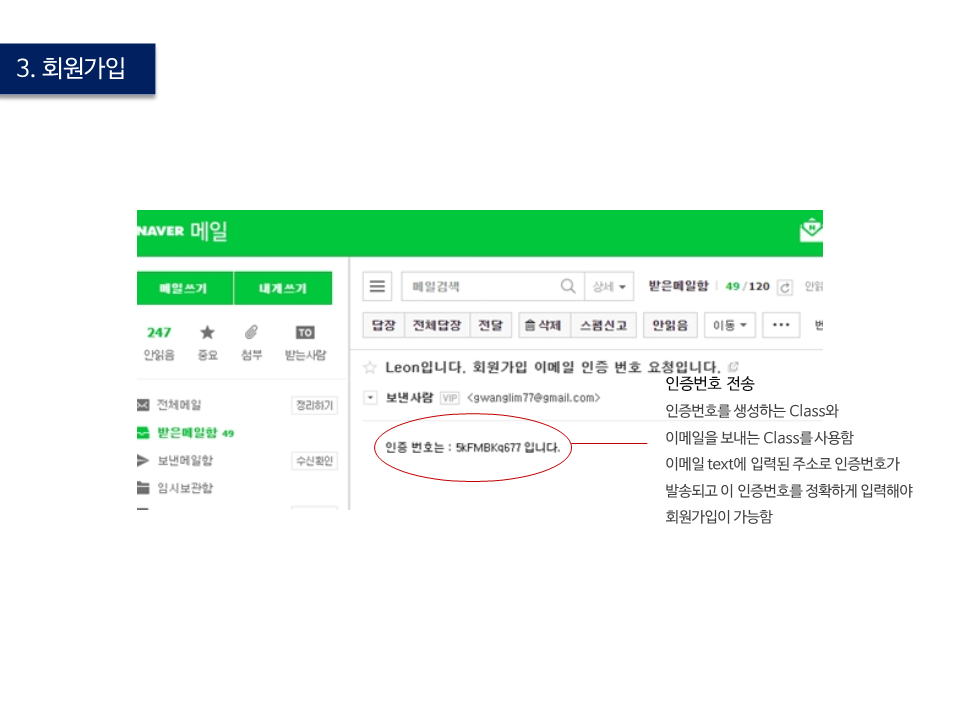 3. 회원가입
NAVER 메일
메일쓰기 내게쓰기
메일검색 상세 받은메일함 49/120
답장 전체답장 전달 삭제 스팸신고 안읽음 이동 ...
247
안읽음 중요 첨부 TO 받는사람
Leon입니다. 회원가입 이메일 인증 번호 요청입니다.
보낸사람 VIP <gwanglim77@gmail.com>
전체메일 정리하기
받은메일함 49
보낸메일함 수신확인
임시보관함
인증 번호는 : 5kFMBKq677 입니다.
인증번호 전송
인증번호를 생성하는 Class와
이메일을 보내는 Class를 사용함
이메일 text에 입력된 주소로 인증번호가
발송되고 이 인증번호를 정확하게 입력해야
회원가입이 가능함